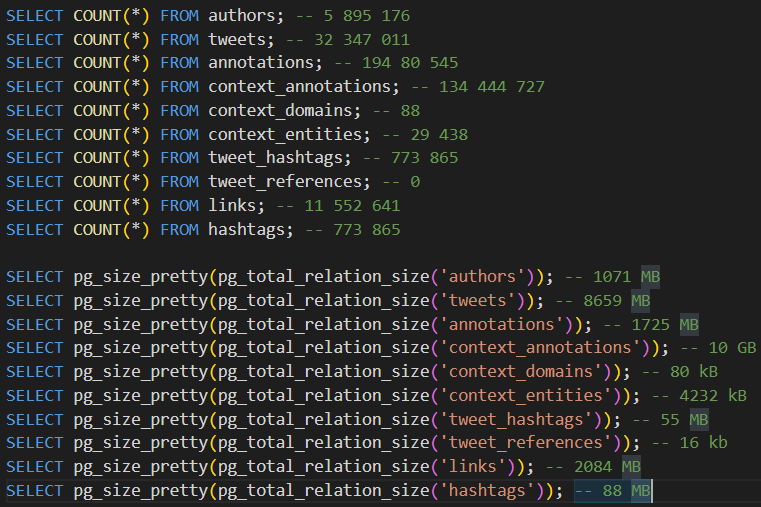 SELECT COUNT(*) FROM authors; -- 5 895 176
SELECT COUNT(*) FROM tweets; -- 32 347 011
SELECT COUNT(*) FROM annotations; -- 194 80 545
SELECT COUNT(*) FROM context_annotations; -- 134 444 727
SELECT COUNT(*) FROM context_domains; -- 88
SELECT COUNT(*) FROM context_entities; -- 29 438
SELECT COUNT(*) FROM tweet_hashtags; -- 773 865
SELECT COUNT(*) FROM tweet_references; -- 0
SELECT COUNT(*) FROM links; -- 11 552 641
SELECT COUNT(*) FROM hashtags; -- 773 865
SELECT pg_size_pretty(pg_total_relation_size('authors')); -- 1071 MB
SELECT pg_size_pretty(pg_total_relation_size('tweets')); -- 8659 MB
SELECT pg_size_pretty(pg_total_relation_size('annotations')); -- 1725 MB
SELECT pg_size_pretty(pg_total_relation_size('context_annotations')); -- 10 GB
SELECT pg_size_pretty(pg_total_relation_size('context_domains')); -- 80 kB
SELECT pg_size_pretty(pg_total_relation_size('context_entities')); -- 4232 kB
SELECT pg_size_pretty(pg_total_relation_size('tweet_hashtags')); -- 55 MB
SELECT pg_size_pretty(pg_total_relation_size('tweet_references')); -- 16 kb
SELECT pg_size_pretty(pg_total_relation_size('links')); -- 2084 MB
SELECT pg_size_pretty(pg_total_relation_size('hashtags')); -- 88 MB